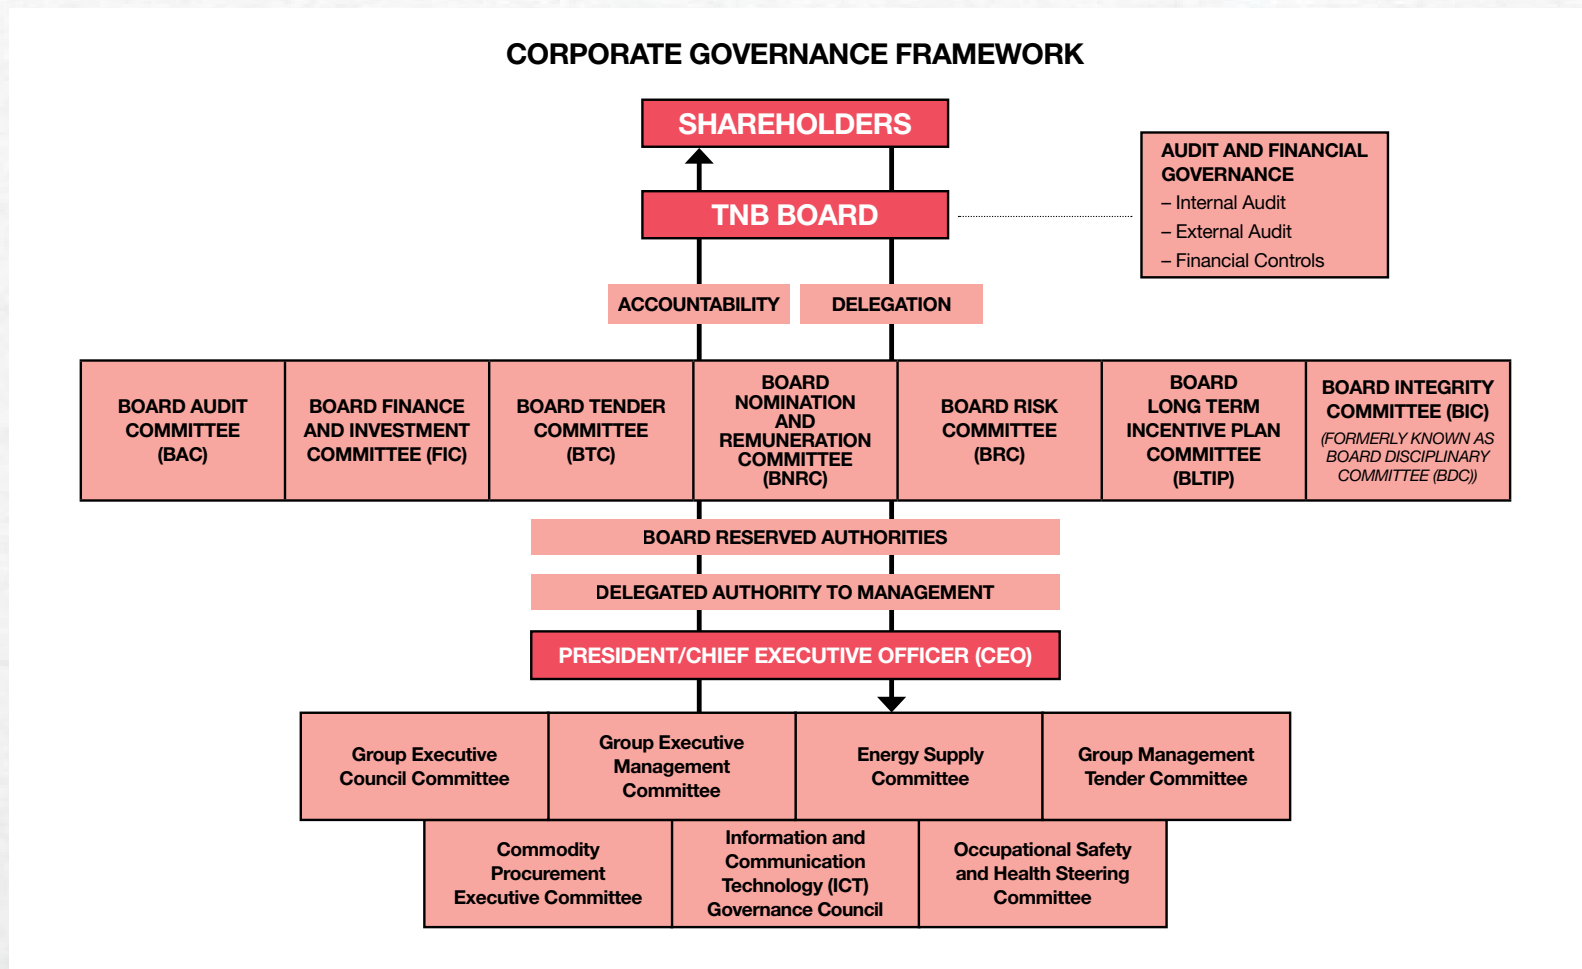 CORPORATE GOVERNANCE FRAMEWORK
SHAREHOLDERS
TNB BOARD
AUDIT AND FINANCIAL
GOVERNANCE
– Internal Audit
– External Audit
– Financial Controls
ACCOUNTABILITY
DELEGATION
BOARD AUDIT
COMMITTEE
(BAC)
BOARD FINANCE
AND INVESTMENT
COMMITTEE (FIC)
BOARD TENDER
COMMITTEE
(BTC)
BOARD
NOMINATION
AND
REMUNERATION
COMMITTEE
(BNRC)
BOARD RISK
COMMITTEE
(BRC)
BOARD
LONG TERM
INCENTIVE PLAN
COMMITTEE
(BLTIP)
BOARD INTEGRITY
COMMITTEE (BIC)
(FORMERLY KNOWN AS
BOARD DISCIPLINARY
COMMITTEE (BDC))
BOARD RESERVED AUTHORITIES
DELEGATED AUTHORITY TO MANAGEMENT
PRESIDENT/CHIEF EXECUTIVE OFFICER (CEO)
Group Executive
Council Committee
Group Executive
Management
Committee
Energy Supply
Committee
Group Management
Tender Committee
Commodity
Procurement
Executive Committee
Information and
Communication
Technology (ICT)
Governance Council
Occupational Safety
and Health Steering
Committee